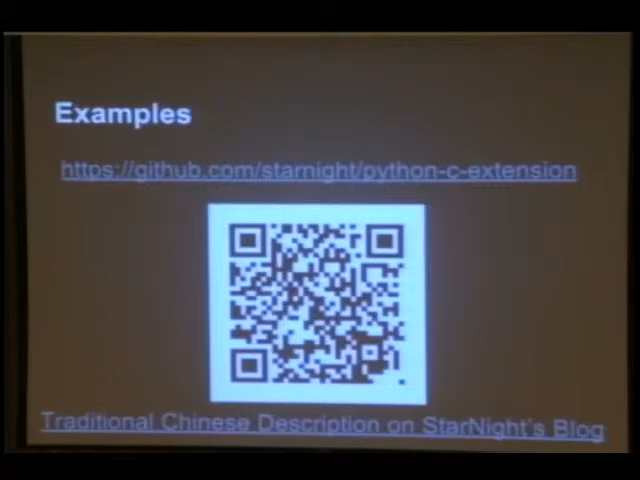 Examples
https://github.com/starnight/python-c-extension
Traditional Chinese Description on StarNight's Blog